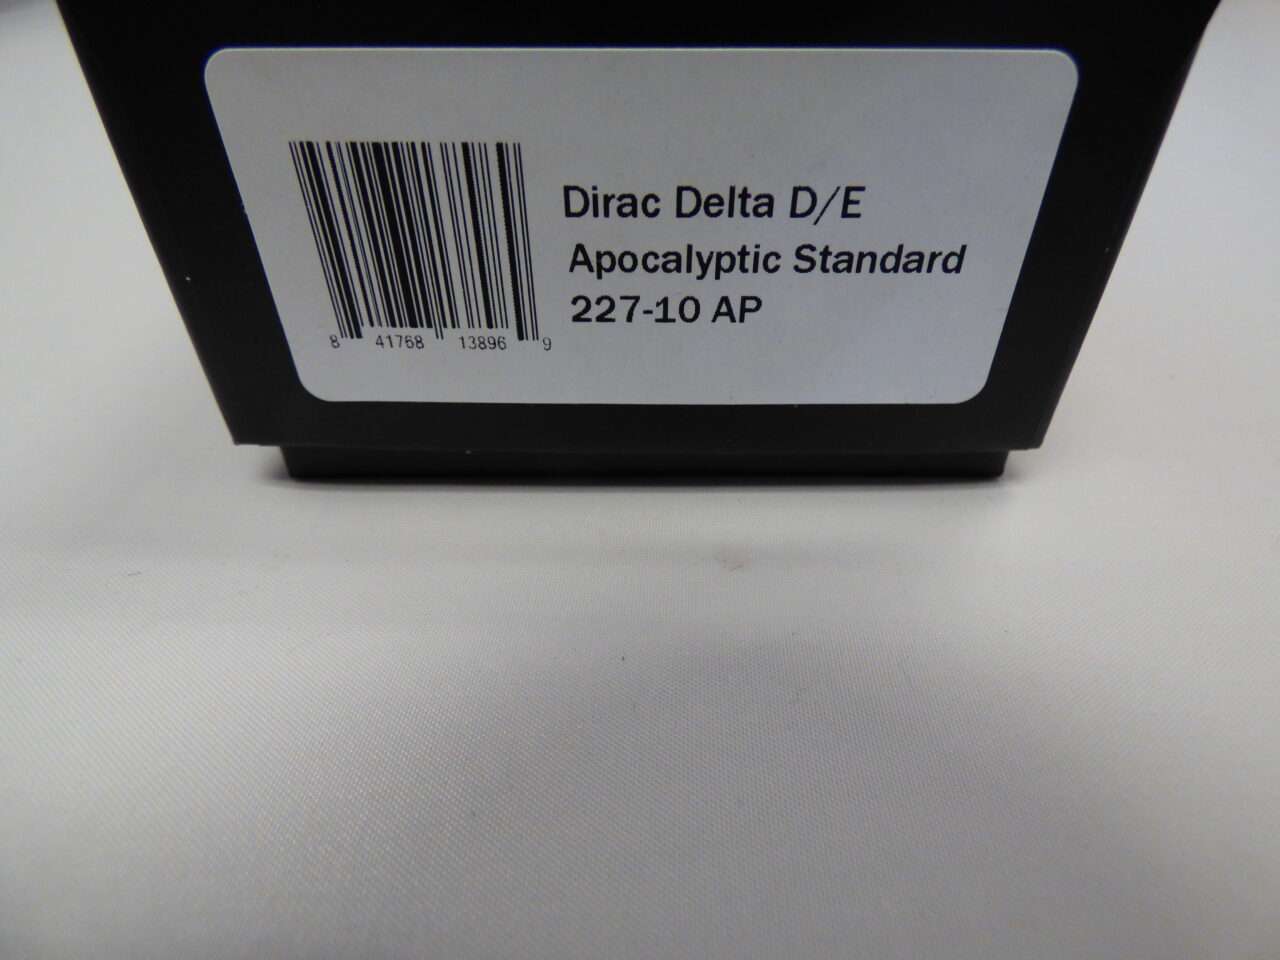 Dirac Delta D/E
Apocalyptic Standard
227-10 AP
8 41768 13896 9